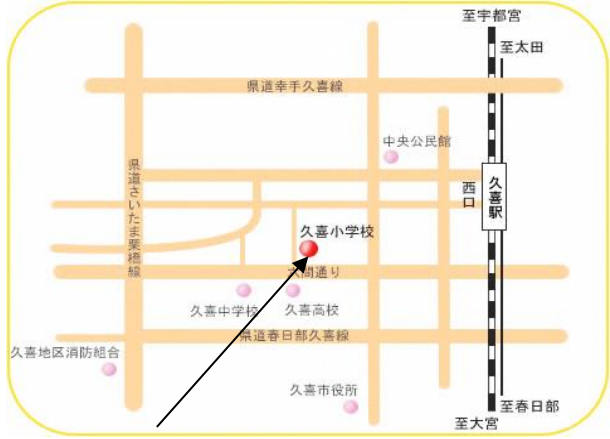 至宇都宮
至太田
県道幸手久喜線
中央公民館
県道さいたま栗橋線
西口
久喜駅
久喜小学校
大間通り
久喜中学校
久喜高校
県道春日部久喜線
久喜地区消防組合
久喜市役所
至春日部
至大宮